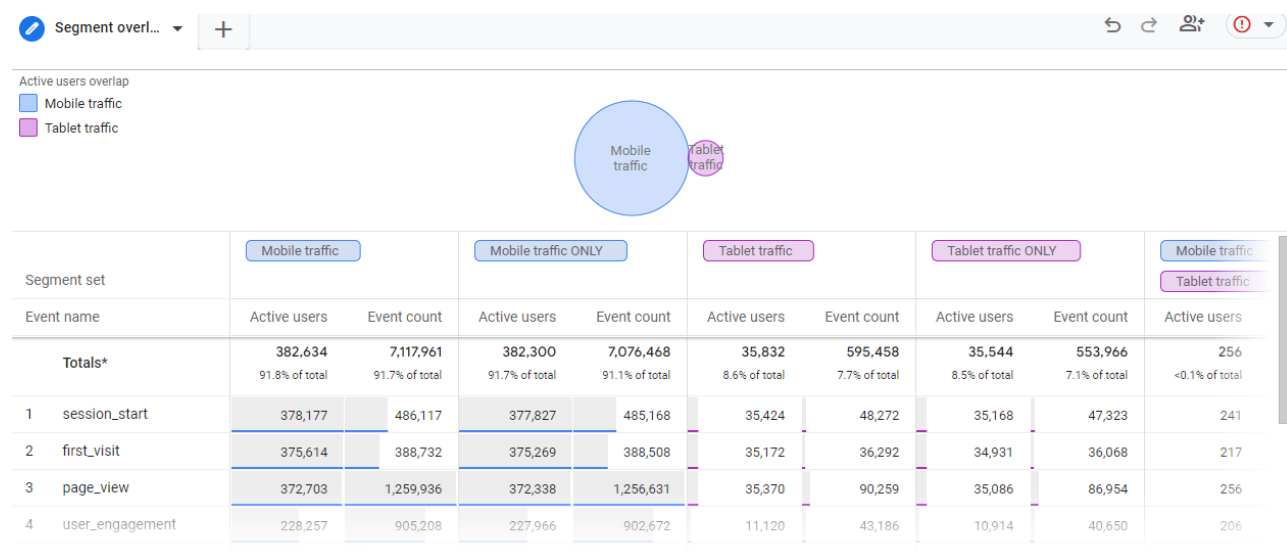 Segment overl...
Active users overlap
Mobile traffic
Tablet traffic
Mobile traffic
Tablet traffic
Segment set Mobile traffic Mobile traffic ONLY Tablet traffic Tablet traffic ONLY Mobile traffic Tablet traffic
Event name Active users Event count Active users Event count Active users Event count Active users Event count Active users
Totals* 382,634 7,117,961 382,300 7,076,468 35,832 595,458 35,544 553,966 256
91.8% of total 91.7% of total 91.7% of total 91.1% of total 8.6% of total 7.7% of total 8.5% of total 7.1% of total <0.1% of total
1 session_start 378,177 486,117 377,827 485,168 35,424 48,272 35,168 47,323 241
2 first_visit 375,614 388,732 375,269 388,508 35,172 36,292 34,931 36,068 217
3 page_view 372,703 1,259,936 372,338 1,256,631 35,370 90,259 35,086 86,954 256
4 user_engagement 228,257 905,208 227,966 902,672 11,120 43,186 10,914 40,650 206